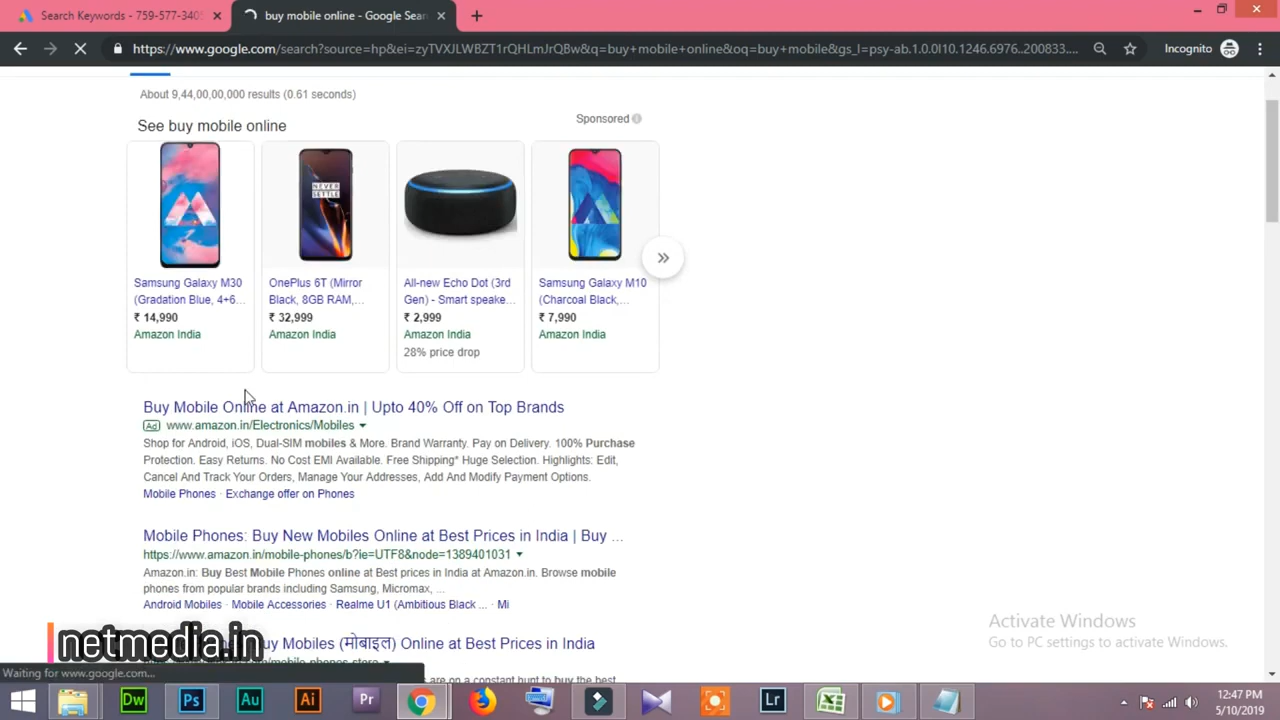 Search Keywords - 759-577-340
buy mobile online - Google Sear
https://www.google.com/search?source=hp&ei=zyTVXJLWBZT1rQHLmJrQBw&q=buy+mobile+online&oq=buy+mobile&gs_l=psy-ab.1.0.0l10.1246.6976..200833....
Incognito
About 9,44,00,00,000 results (0.61 seconds)
See buy mobile online
Sponsored
NEVER
SETTLE
Samsung Galaxy M30
(Gradation Blue, 4+6...
₹ 14,990
Amazon India
OnePlus 6T (Mirror
Black, 8GB RAM,...
₹ 32,999
Amazon India
All-new Echo Dot (3rd
Gen) - Smart speake...
₹ 2,999
Amazon India
28% price drop
Samsung Galaxy M10
(Charcoal Black,...
₹ 7,990
Amazon India
Buy Mobile Online at Amazon.in | Upto 40% Off on Top Brands
Ad www.amazon.in/Electronics/Mobiles
Shop for Android, iOS, Dual-SIM mobiles & More. Brand Warranty. Pay on Delivery. 100% Purchase
Protection. Easy Returns. No Cost EMI Available. Free Shipping* Huge Selection. Highlights: Edit,
Cancel And Track Your Orders, Manage Your Addresses, Add And Modify Payment Options.
Mobile Phones · Exchange offer on Phones
Mobile Phones: Buy New Mobiles Online at Best Prices in India | Buy ...
https://www.amazon.in/mobile-phones/b?ie=UTF8&node=1389401031
Amazon.in: Buy Best Mobile Phones online at Best prices in India at Amazon.in. Browse mobile
phones from popular brands including Samsung, Micromax, ...
Android Mobiles · Mobile Accessories · Realme U1 (Ambitious Black ... · Mi
Buy Mobiles (मोबाइल) Online at Best Prices in India
are on a constant hunt to buy the best
netmedia.in
Activate Windows
Go to PC settings to activate Windows.
Waiting for www.google.com...
Dw
Ps
Au
Ai
Pr
Lr
12:47 PM
5/10/2019